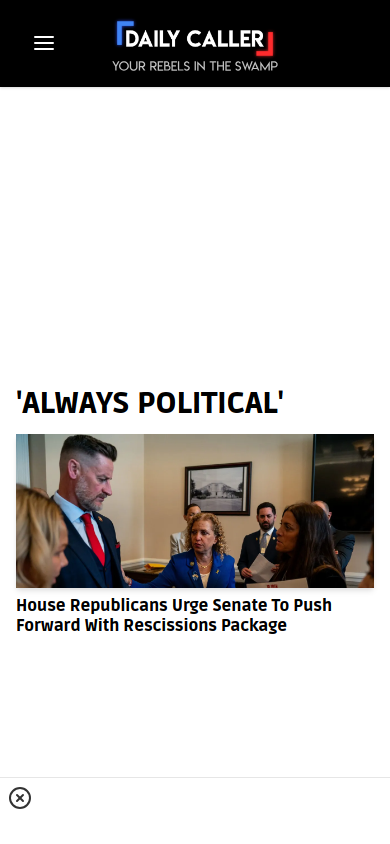 DAILY CALLER
YOUR REBELS IN THE SWAMP
'ALWAYS POLITICAL'
House Republicans Urge Senate To Push
Forward With Rescissions Package